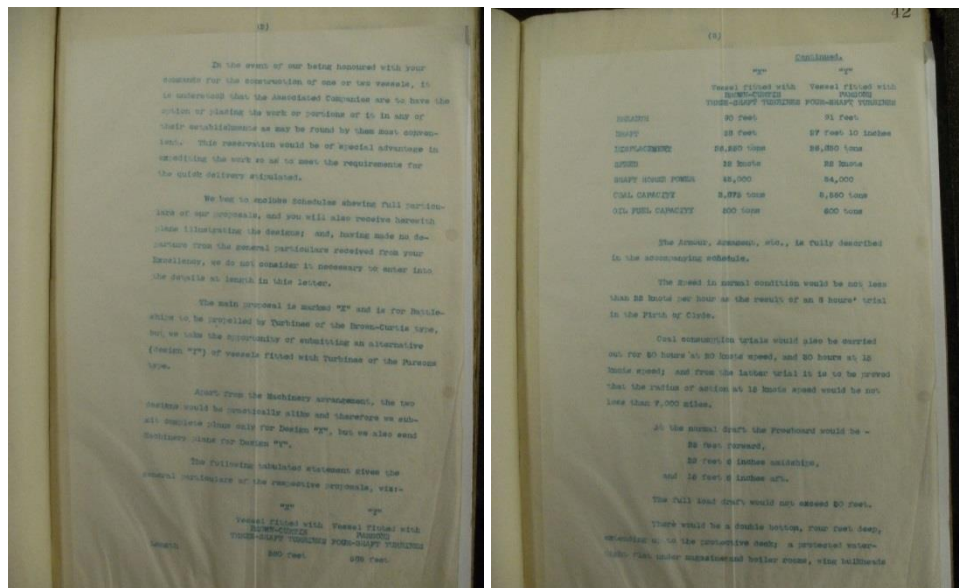 (2)
In the event of our being honoured with your
commands for the construction of one or two vessels, it
is understood that the Associated Companies are to have the
option of placing the work or portions of it in any of
their establishments as may be found by them most conven-
ient. This reservation would be of special advantage in
expediting the work so as to meet the requirements for
the quick delivery stipulated.
We beg to enclose Schedules showing full particu-
lars of our proposals, and you will also receive herewith
plans illustrating the designs; and, having made no de-
parture from the general particulars received from your
Excellency, we do not consider it necessary to enter into
the details at length in this letter.
The main proposal is marked "X" and is for Battle-
ships to be propelled by Turbines of the Brown-Curtis type,
but we take the opportunity of submitting an alternative
(Design "Y") of vessels fitted with Turbines of the Parsons
type.
Apart from the Machinery arrangement, the two
designs would be practically alike and therefore we sub-
mit complete plans only for Design "X", but we also send
Machinery plans for Design "Y".
The following tabulated statement gives the
general particulars of the respective proposals, viz:-
"X" "Y"
Vessel fitted with Vessel fitted with
BROWN-CURTIS PARSONS
THREE-SHAFT TURBINES FOUR-SHAFT TURBINES
Length feet feet
42
(3)
Continued.
"X" "Y"
Vessel fitted with Vessel fitted with
BROWN-CURTIS PARSONS
THREE-SHAFT TURBINES FOUR-SHAFT TURBINES
BREADTH feet 91 feet
DRAFT 28 feet 27 feet 10 inches
DISPLACEMENT tons tons
SPEED knots 22 knots
SHAFT HORSE POWER ,000 ,000
COAL CAPACITY tons tons
OIL FUEL CAPACITY tons tons
The Armour, Armament, etc., is fully described
in the accompanying schedule.
The Speed in normal condition would be not less
than 22 knots per hour as the result of an 8 hours' trial
in the Firth of Clyde.
Coal consumption trials would also be carried
out for hours at 20 knots speed, and hours at 12
knots speed; and from the latter trial it is to be proved
that the radius of action at 12 knots speed would be not
less than 7,000 miles.
At the normal draft the Freeboard would be -
feet forward,
feet inches amidships,
and feet inches aft.
The full load draft would not exceed 30 feet.
There would be a double bottom, four feet deep,
extending up to the protective deck; a protected water-
tight flat under magazines and boiler rooms, wing bulkheads